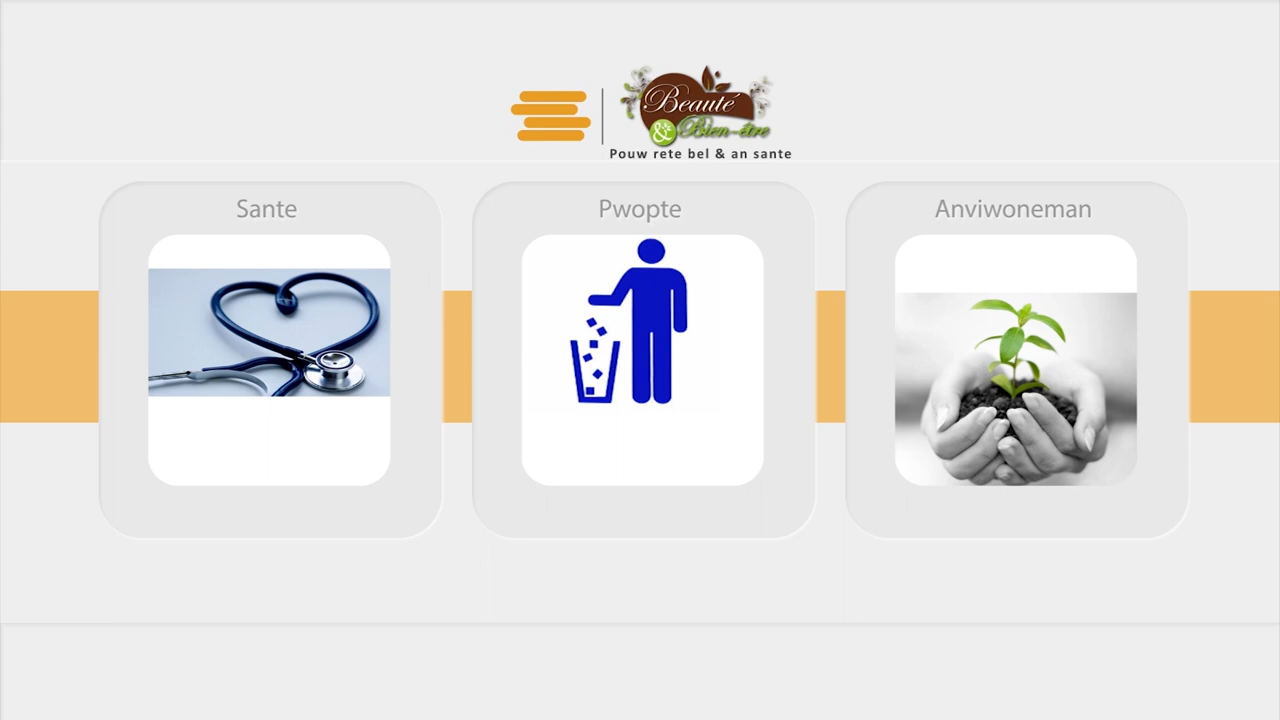 Beauté
& Bien-être
Pouw rete bel & an sante
Sante
Pwopte
Anviwoneman